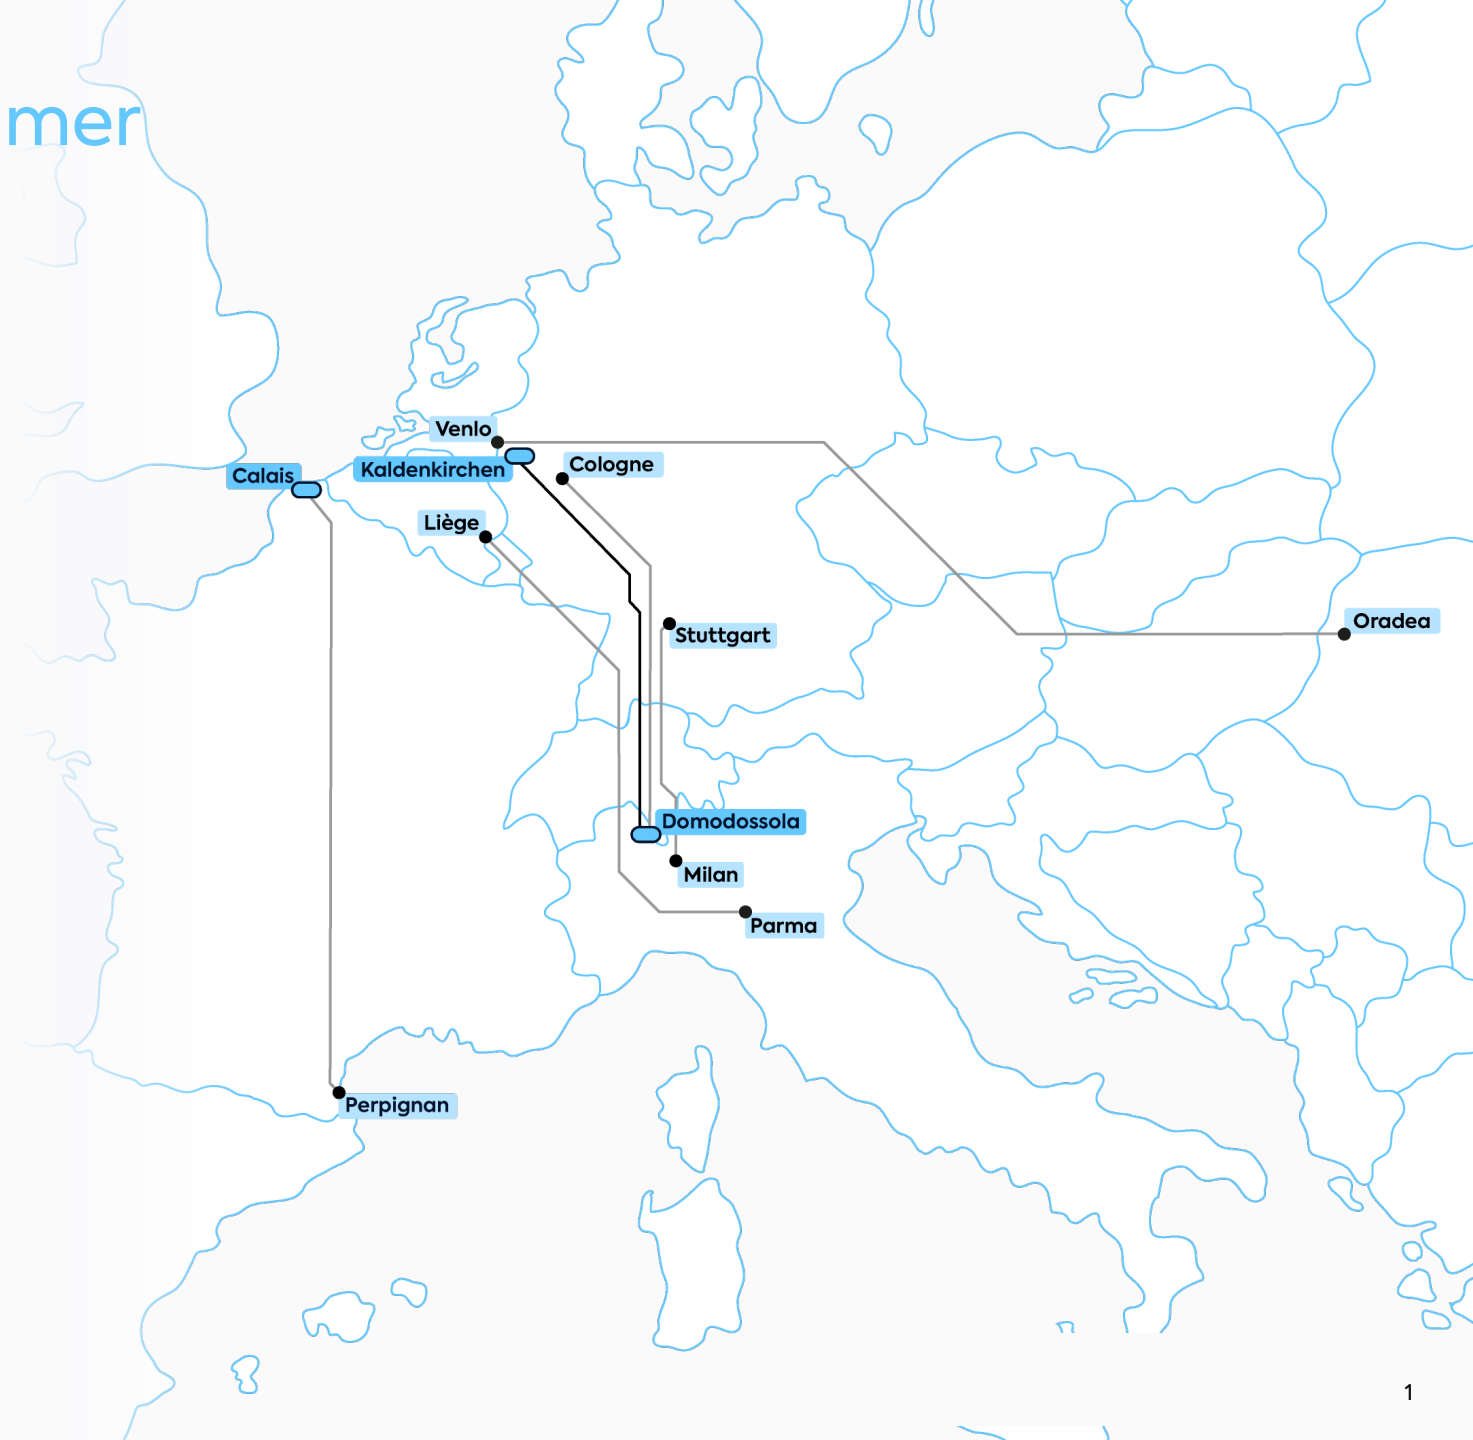 mer
Venlo
Kaldenkirchen
Cologne
Calais
Liège
Stuttgart
Oradea
Domodossola
Milan
Parma
Perpignan
1